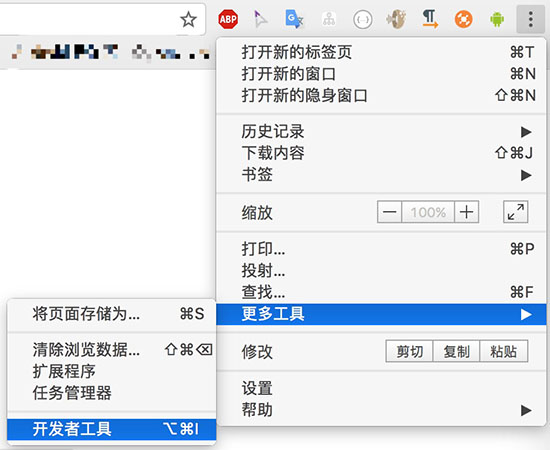 ABP
打开新的标签页 ⌘T
打开新的窗口 ⌘N
打开新的隐身窗口 ⇧⌘N
历史记录 ▶
下载内容 ⇧⌘J
书签 ▶
缩放 — 100% +
打印... ⌘P
投射...
查找... ⌘F
更多工具 ▶
修改 剪切 复制 粘贴
设置
帮助 ▶
将页面存储为... ⌘S
清除浏览数据... ⇧⌘⌫
扩展程序
任务管理器
开发者工具 ⌥⌘I